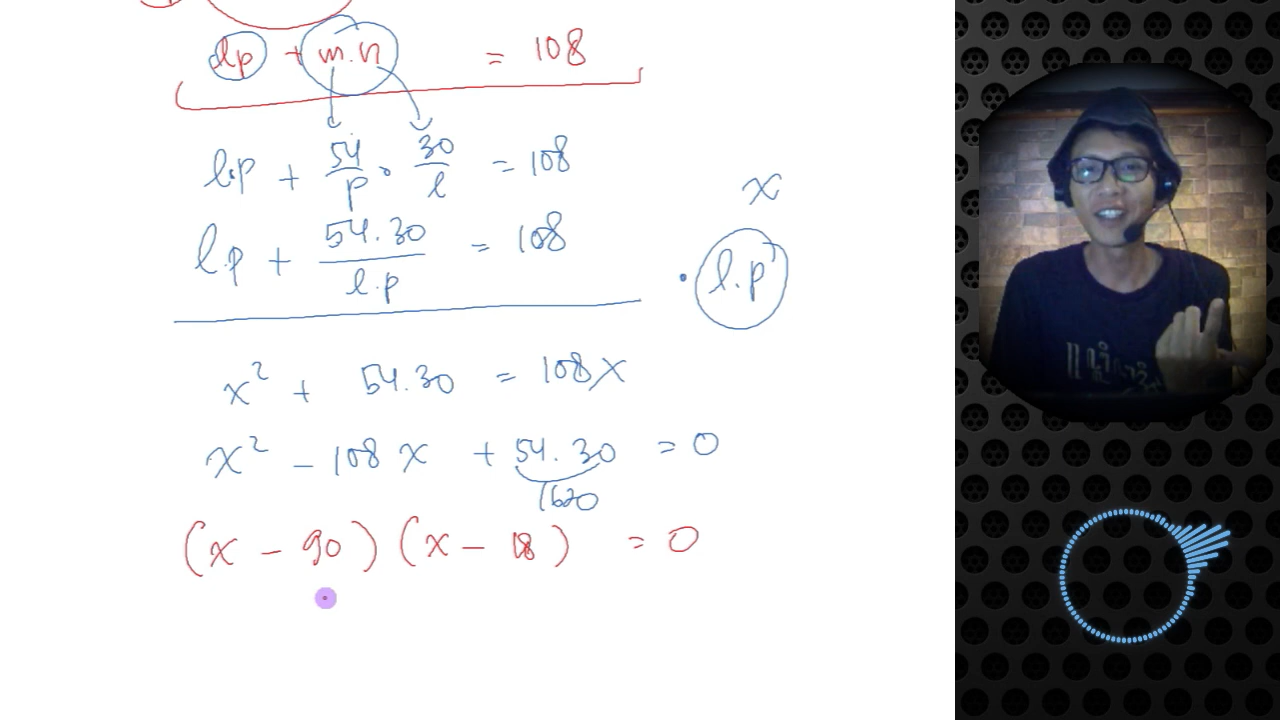 lp + m.n = 108
l.p + 54/p . 30/l = 108
x
l.p + 54.30/l.p = 108
. l.p
x² + 54.30 = 108x
x² - 108x + 54.30 = 0
1620
(x - 90) (x - 18) = 0